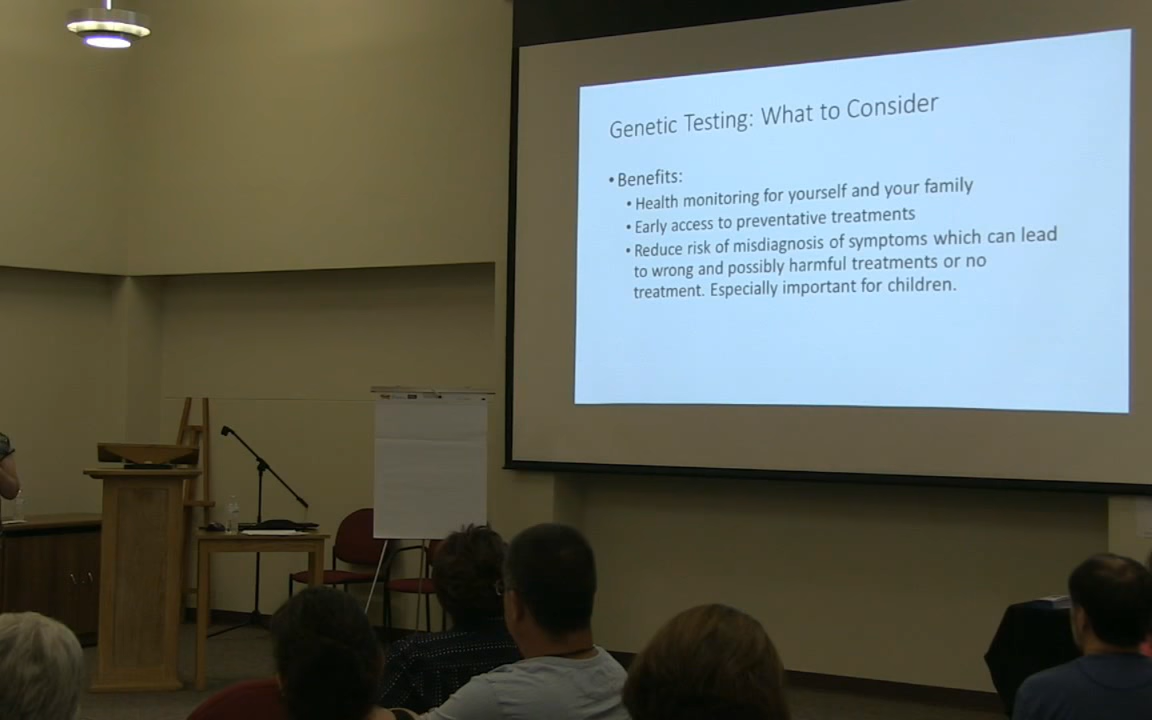 Genetic Testing: What to Consider
• Benefits:
• Health monitoring for yourself and your family
• Early access to preventative treatments
• Reduce risk of misdiagnosis of symptoms which can lead
to wrong and possibly harmful treatments or no
treatment. Especially important for children.